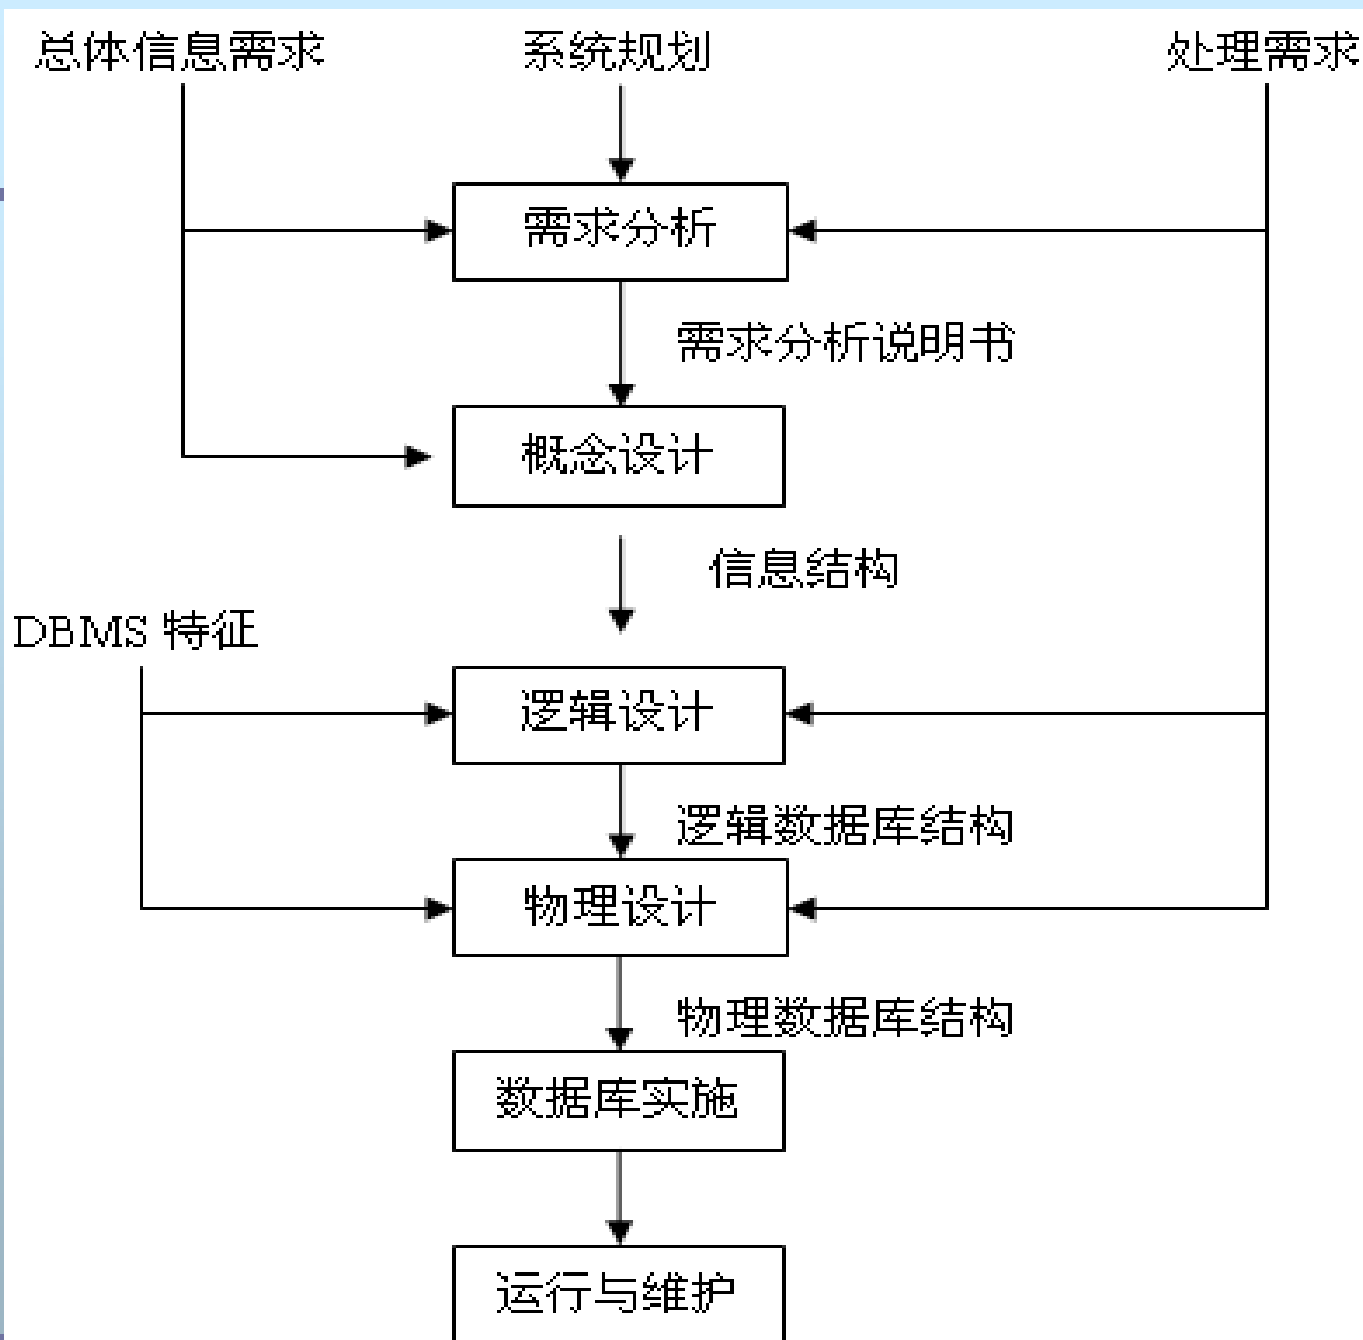 总体信息需求
系统规划
处理需求
需求分析
需求分析说明书
概念设计
信息结构
DBMS 特征
逻辑设计
逻辑数据库结构
物理设计
物理数据库结构
数据库实施
运行与维护